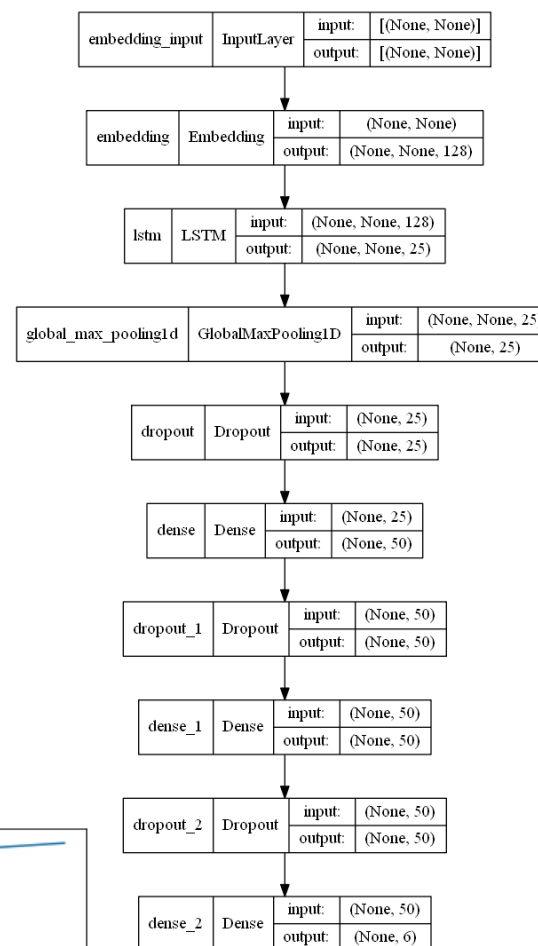 embedding_input InputLayer input: [(None, None)]
output: [(None, None)]
embedding Embedding input: (None, None)
output: (None, None, 128)
lstm LSTM input: (None, None, 128)
output: (None, None, 25)
global_max_pooling1d GlobalMaxPooling1D input: (None, None, 25
output: (None, 25)
dropout Dropout input: (None, 25)
output: (None, 25)
dense Dense input: (None, 25)
output: (None, 50)
dropout_1 Dropout input: (None, 50)
output: (None, 50)
dense_1 Dense input: (None, 50)
output: (None, 50)
dropout_2 Dropout input: (None, 50)
output: (None, 50)
dense_2 Dense input: (None, 50)
output: (None, 6)